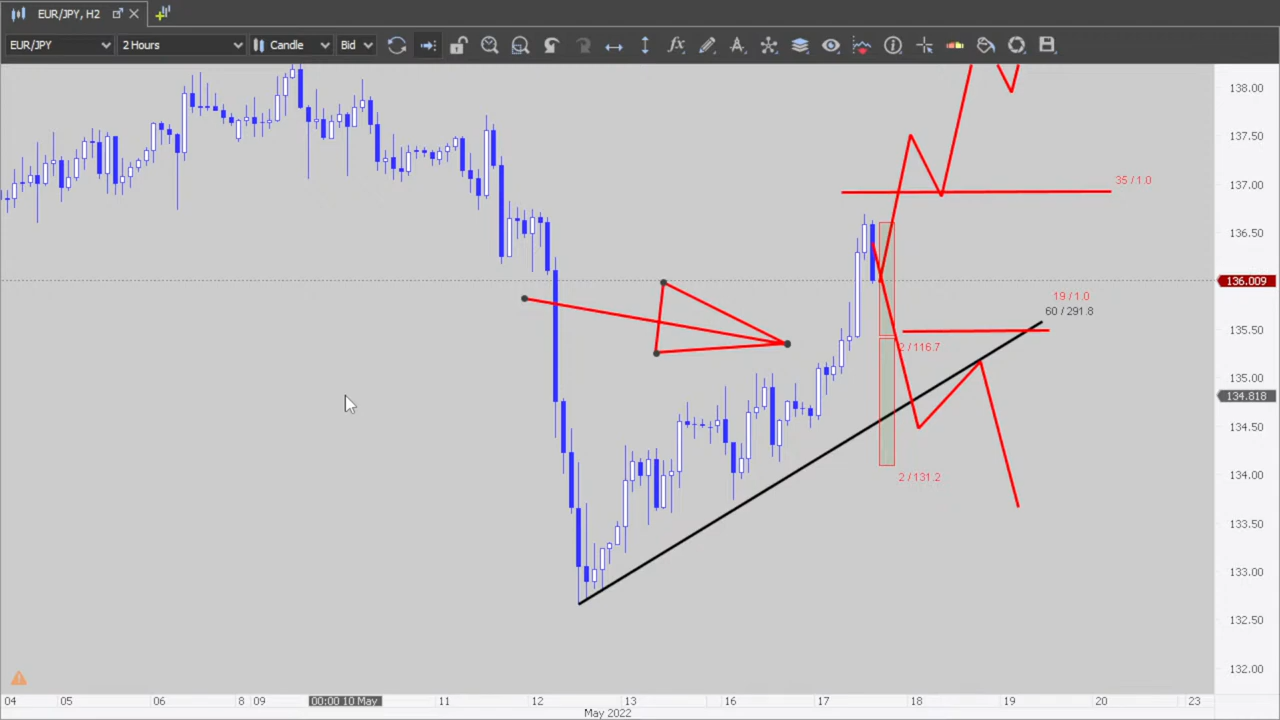 EUR/JPY, H2
EUR/JPY 2 Hours Candle Bid
138.00
137.50
35 / 1.0
137.00
136.50
136.009
19 / 1.0
60 / 291.8
135.50
2 / 116.7
135.00
134.818
134.50
134.00
2 / 131.2
133.50
133.00
132.50
132.00
04 05 06 8 09 00:00 10 May 11 12 13 16 17 18 19 20 23
May 2022